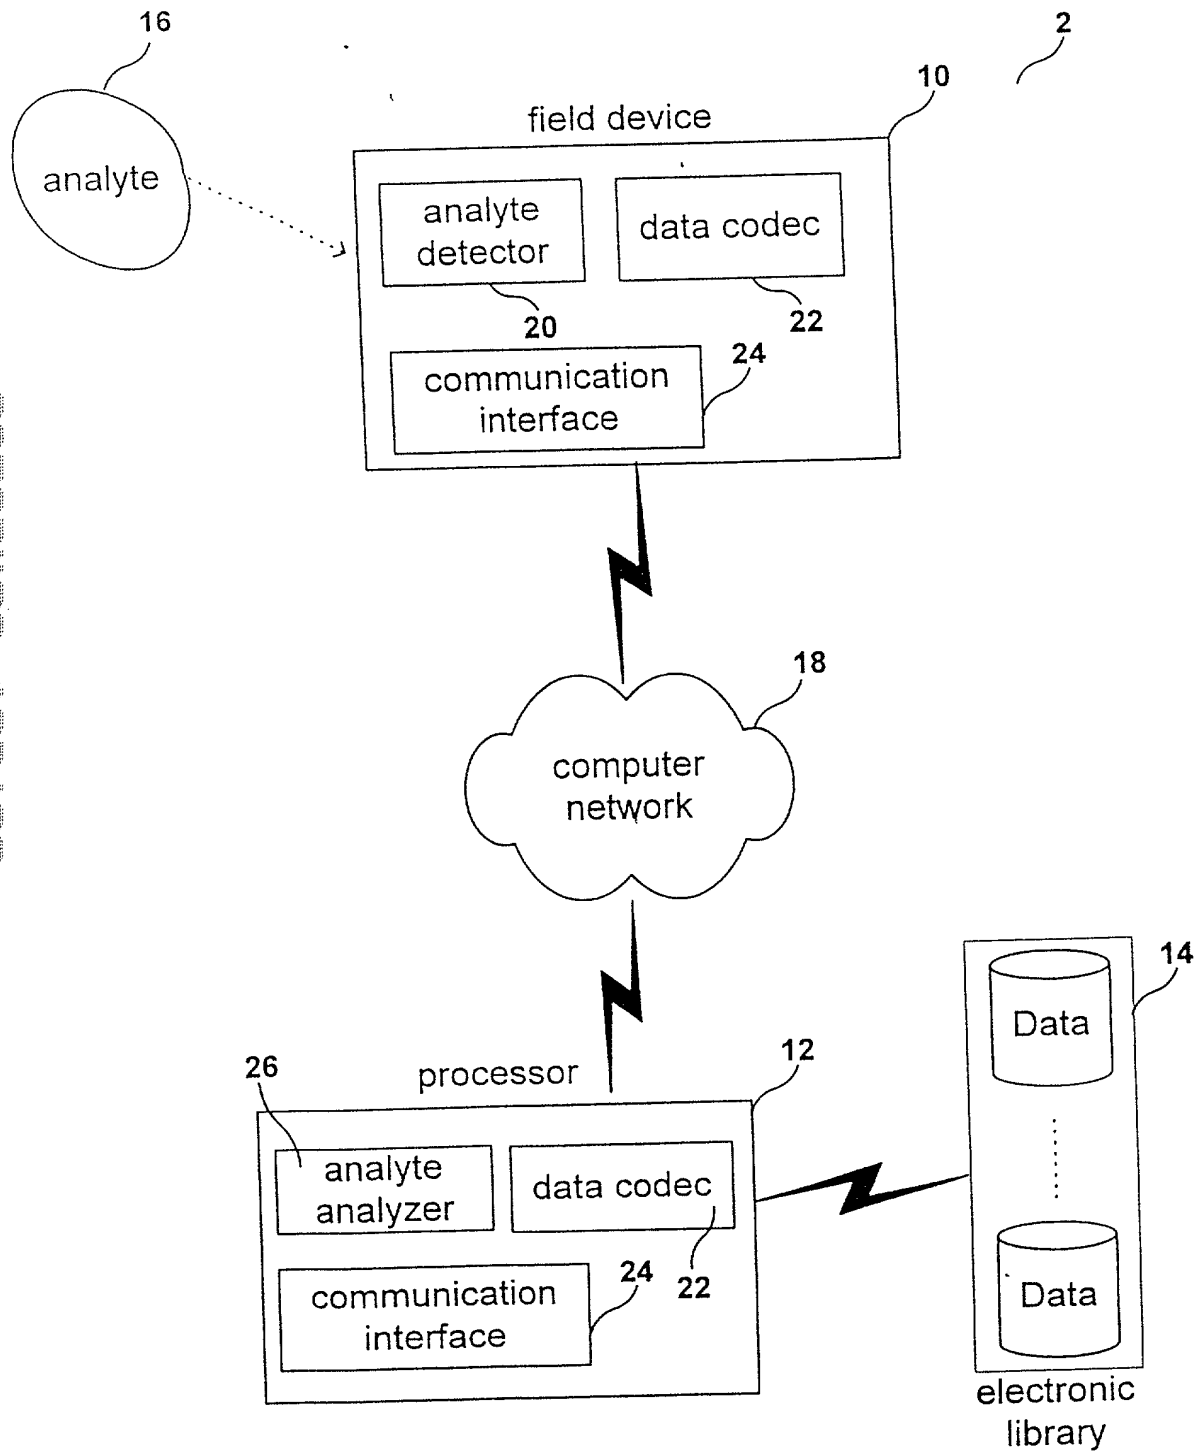 16
2
10
field device
analyte
analyte
detector
data codec
20
22
24
communication
interface
18
computer
network
14
Data
26
processor
12
analyte
analyzer
data codec
22
24
communication
interface
Data
electronic
library